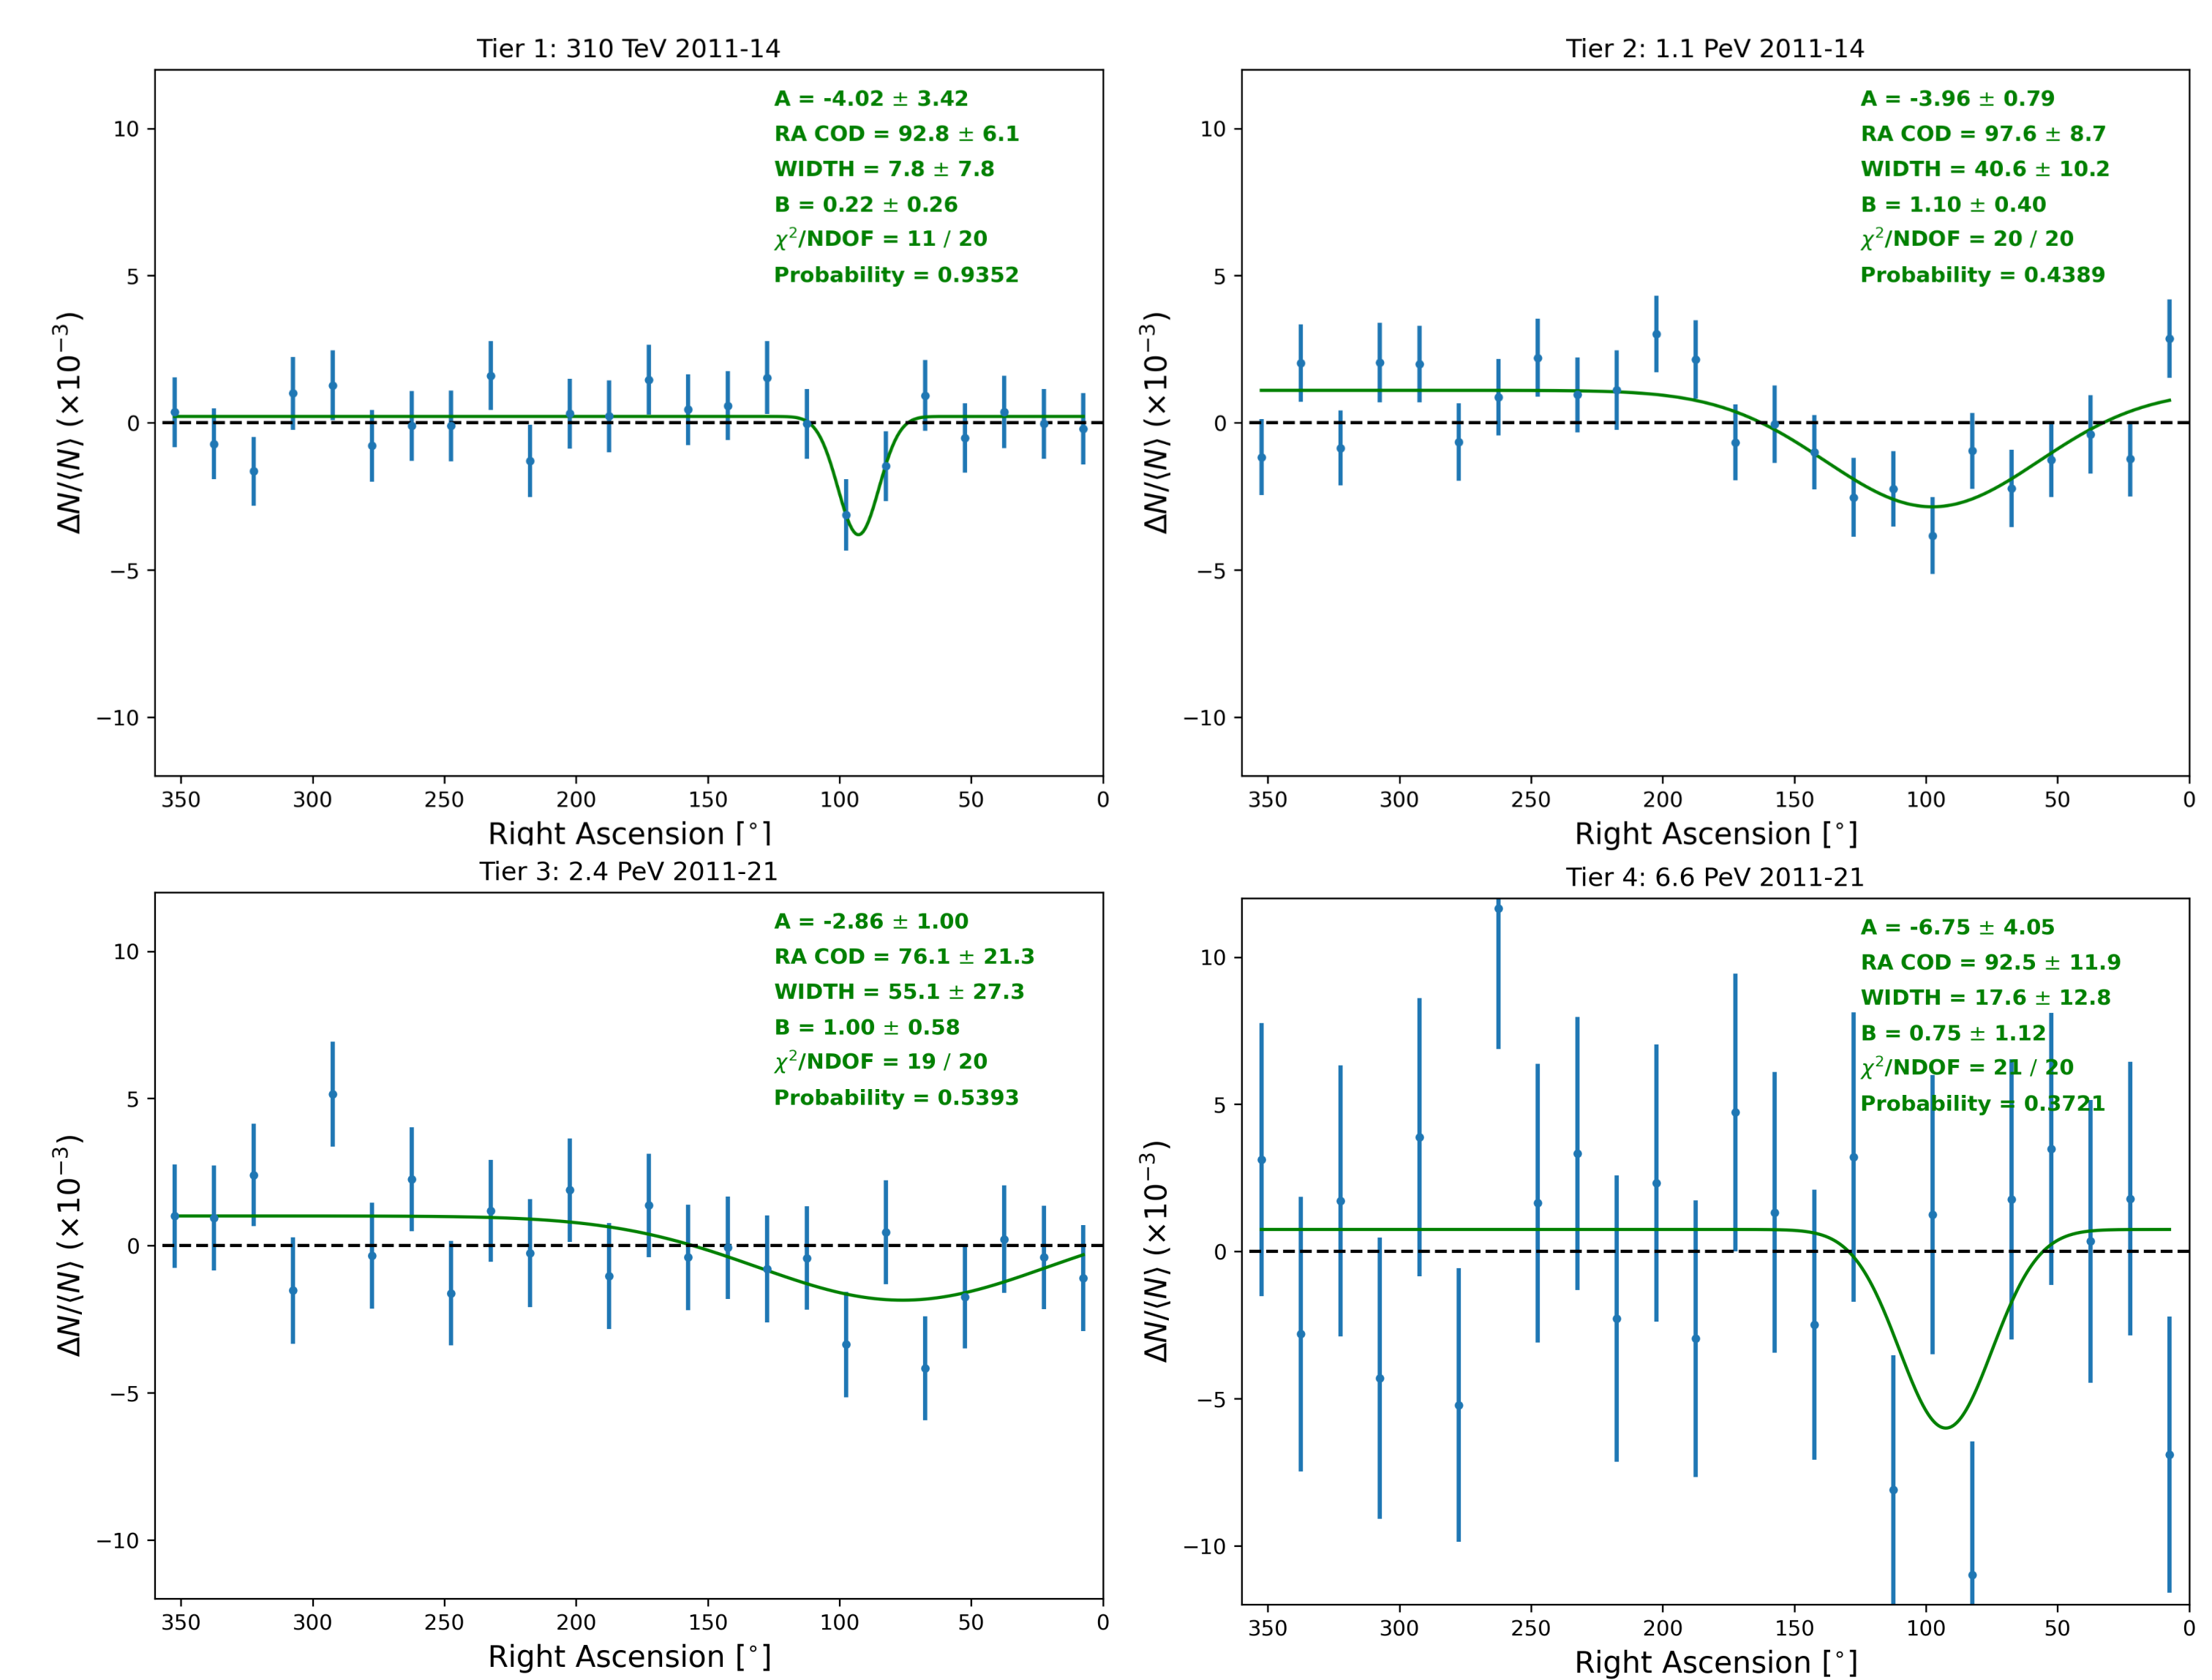 Tier 1: 310 TeV 2011-14
A = -4.02 ± 3.42
RA COD = 92.8 ± 6.1
WIDTH = 7.8 ± 7.8
B = 0.22 ± 0.26
χ²/NDOF = 11 / 20
Probability = 0.9352
10
5
0
−5
−10
ΔN/⟨N⟩ (×10⁻³)
350 300 250 200 150 100 50 0
Right Ascension [°]
Tier 2: 1.1 PeV 2011-14
A = -3.96 ± 0.79
RA COD = 97.6 ± 8.7
WIDTH = 40.6 ± 10.2
B = 1.10 ± 0.40
χ²/NDOF = 20 / 20
Probability = 0.4389
10
5
0
−5
−10
ΔN/⟨N⟩ (×10⁻³)
350 300 250 200 150 100 50 0
Right Ascension [°]
Tier 3: 2.4 PeV 2011-21
A = -2.86 ± 1.00
RA COD = 76.1 ± 21.3
WIDTH = 55.1 ± 27.3
B = 1.00 ± 0.58
χ²/NDOF = 19 / 20
Probability = 0.5393
10
5
0
−5
−10
ΔN/⟨N⟩ (×10⁻³)
350 300 250 200 150 100 50 0
Right Ascension [°]
Tier 4: 6.6 PeV 2011-21
A = -6.75 ± 4.05
RA COD = 92.5 ± 11.9
WIDTH = 17.6 ± 12.8
B = 0.75 ± 1.12
χ²/NDOF = 21 / 20
Probability = 0.3721
10
5
0
−5
−10
ΔN/⟨N⟩ (×10⁻³)
350 300 250 200 150 100 50 0
Right Ascension [°]